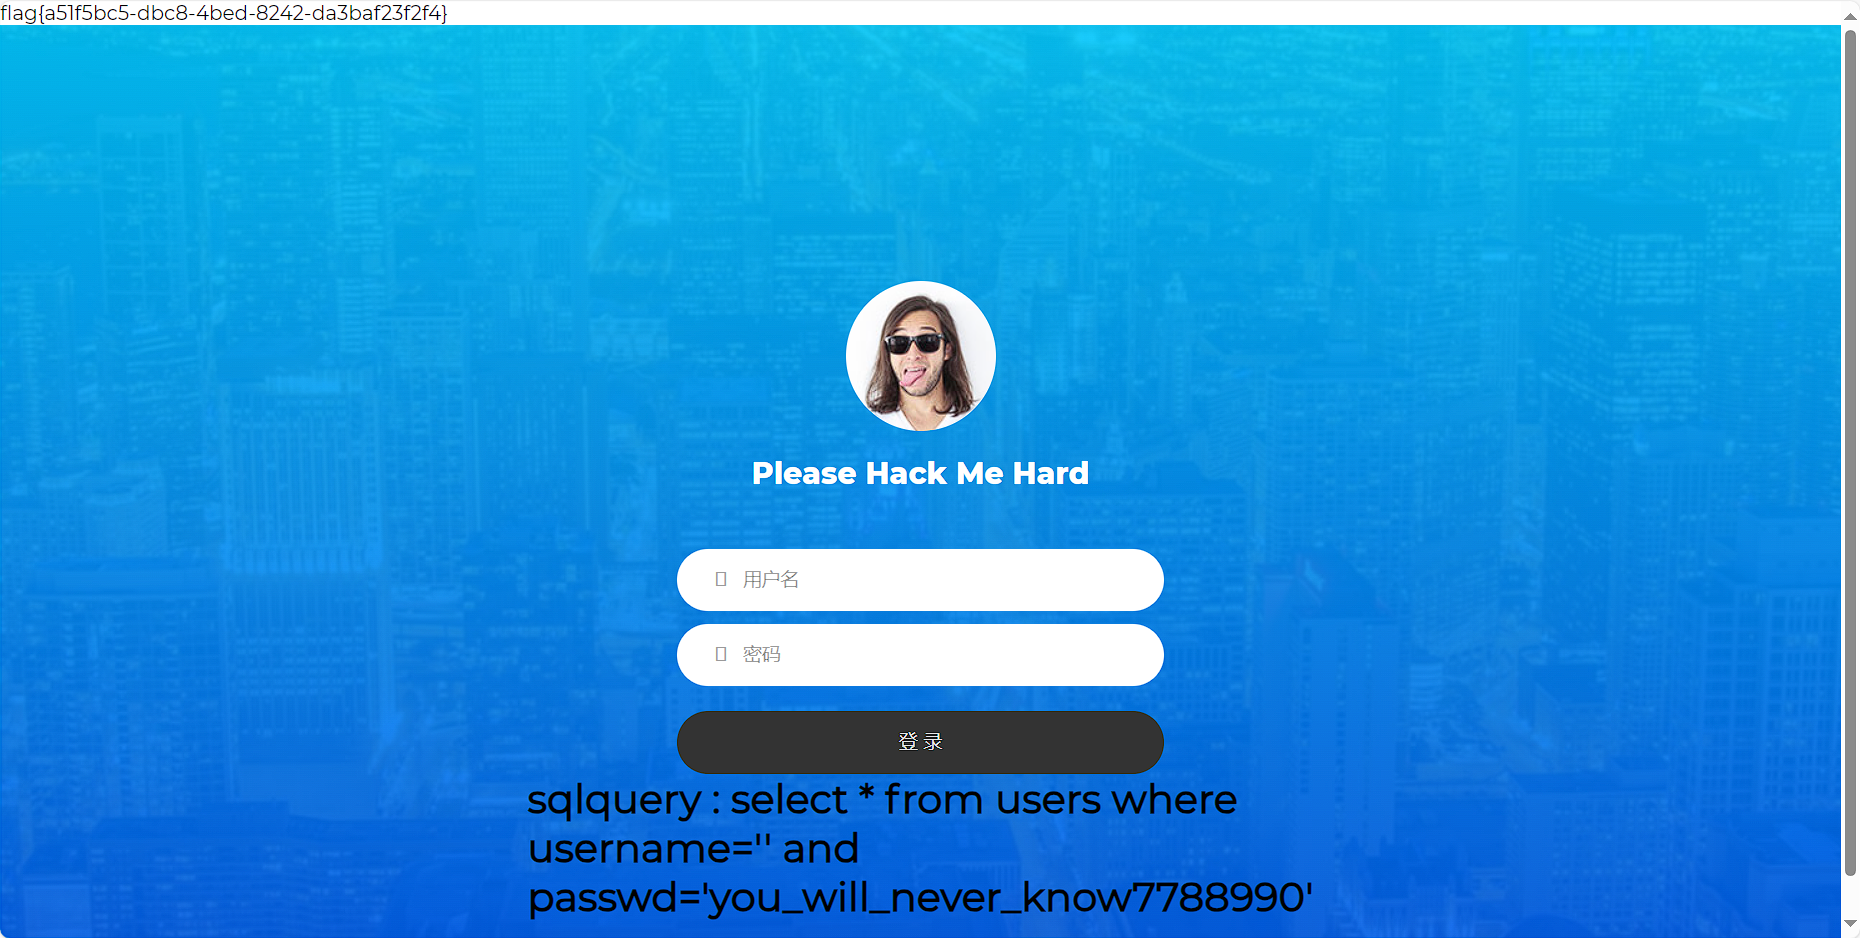 flag{a51f5bc5-dbc8-4bed-8242-da3baf23f2f4}
Please Hack Me Hard
用户名
密码
登 录
sqlquery : select * from users where
username='' and
passwd='you_will_never_know7788990'